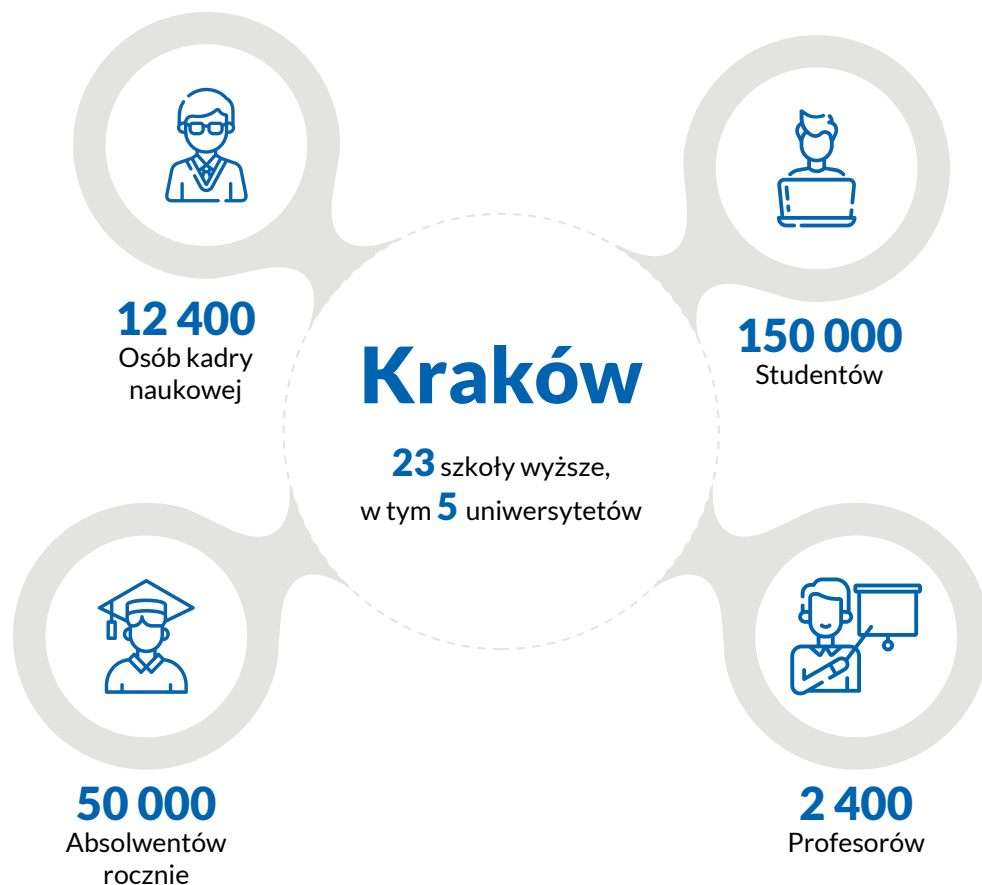 12 400
Osób kadry
naukowej
150 000
Studentów
Kraków
23 szkoły wyższe,
w tym 5 uniwersytetów
50 000
Absolwentów
rocznie
2 400
Profesorów